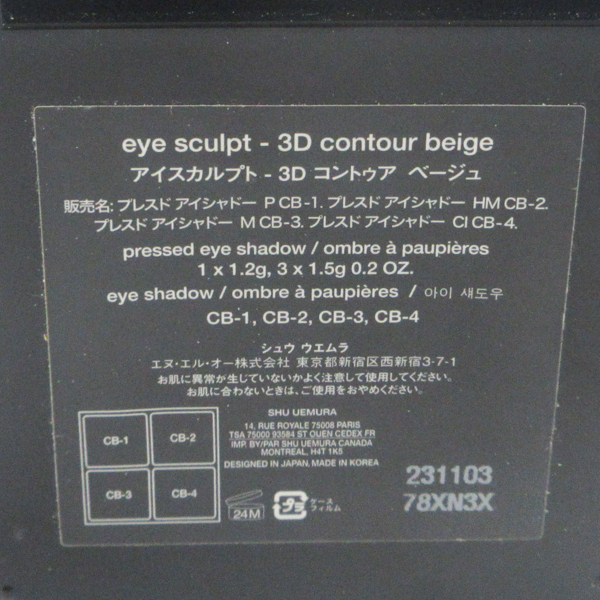 eye sculpt - 3D contour beige
アイスカルプト - 3D コントゥア ベージュ
販売名: プレスド アイシャドー P CB-1. プレスド アイシャドー HM CB-2.
プレスド アイシャドー M CB-3. プレスド アイシャドー CI CB-4.
pressed eye shadow / ombre à paupières
1 x 1.2g, 3 x 1.5g 0.2 OZ.
eye shadow / ombre à paupières / 아이 섀도우
CB-1, CB-2, CB-3, CB-4
シュウ ウエムラ
エヌ・エル・オー株式会社 東京都新宿区西新宿3-7-1
お肌に異常が生じていないかよく注意して使用してください。
お肌に合わないときは、ご使用をおやめください。
SHU UEMURA
14, RUE ROYALE 75008 PARIS
TSA 75000 93584 ST OUEN CEDEX FR
IMP. BY/PAR SHU UEMURA CANADA
MONTREAL, H4T 1K5
DESIGNED IN JAPAN, MADE IN KOREA
CB-1 CB-2
CB-3 CB-4
24M
プラ
ケース
フィルム
231103
78XN3X